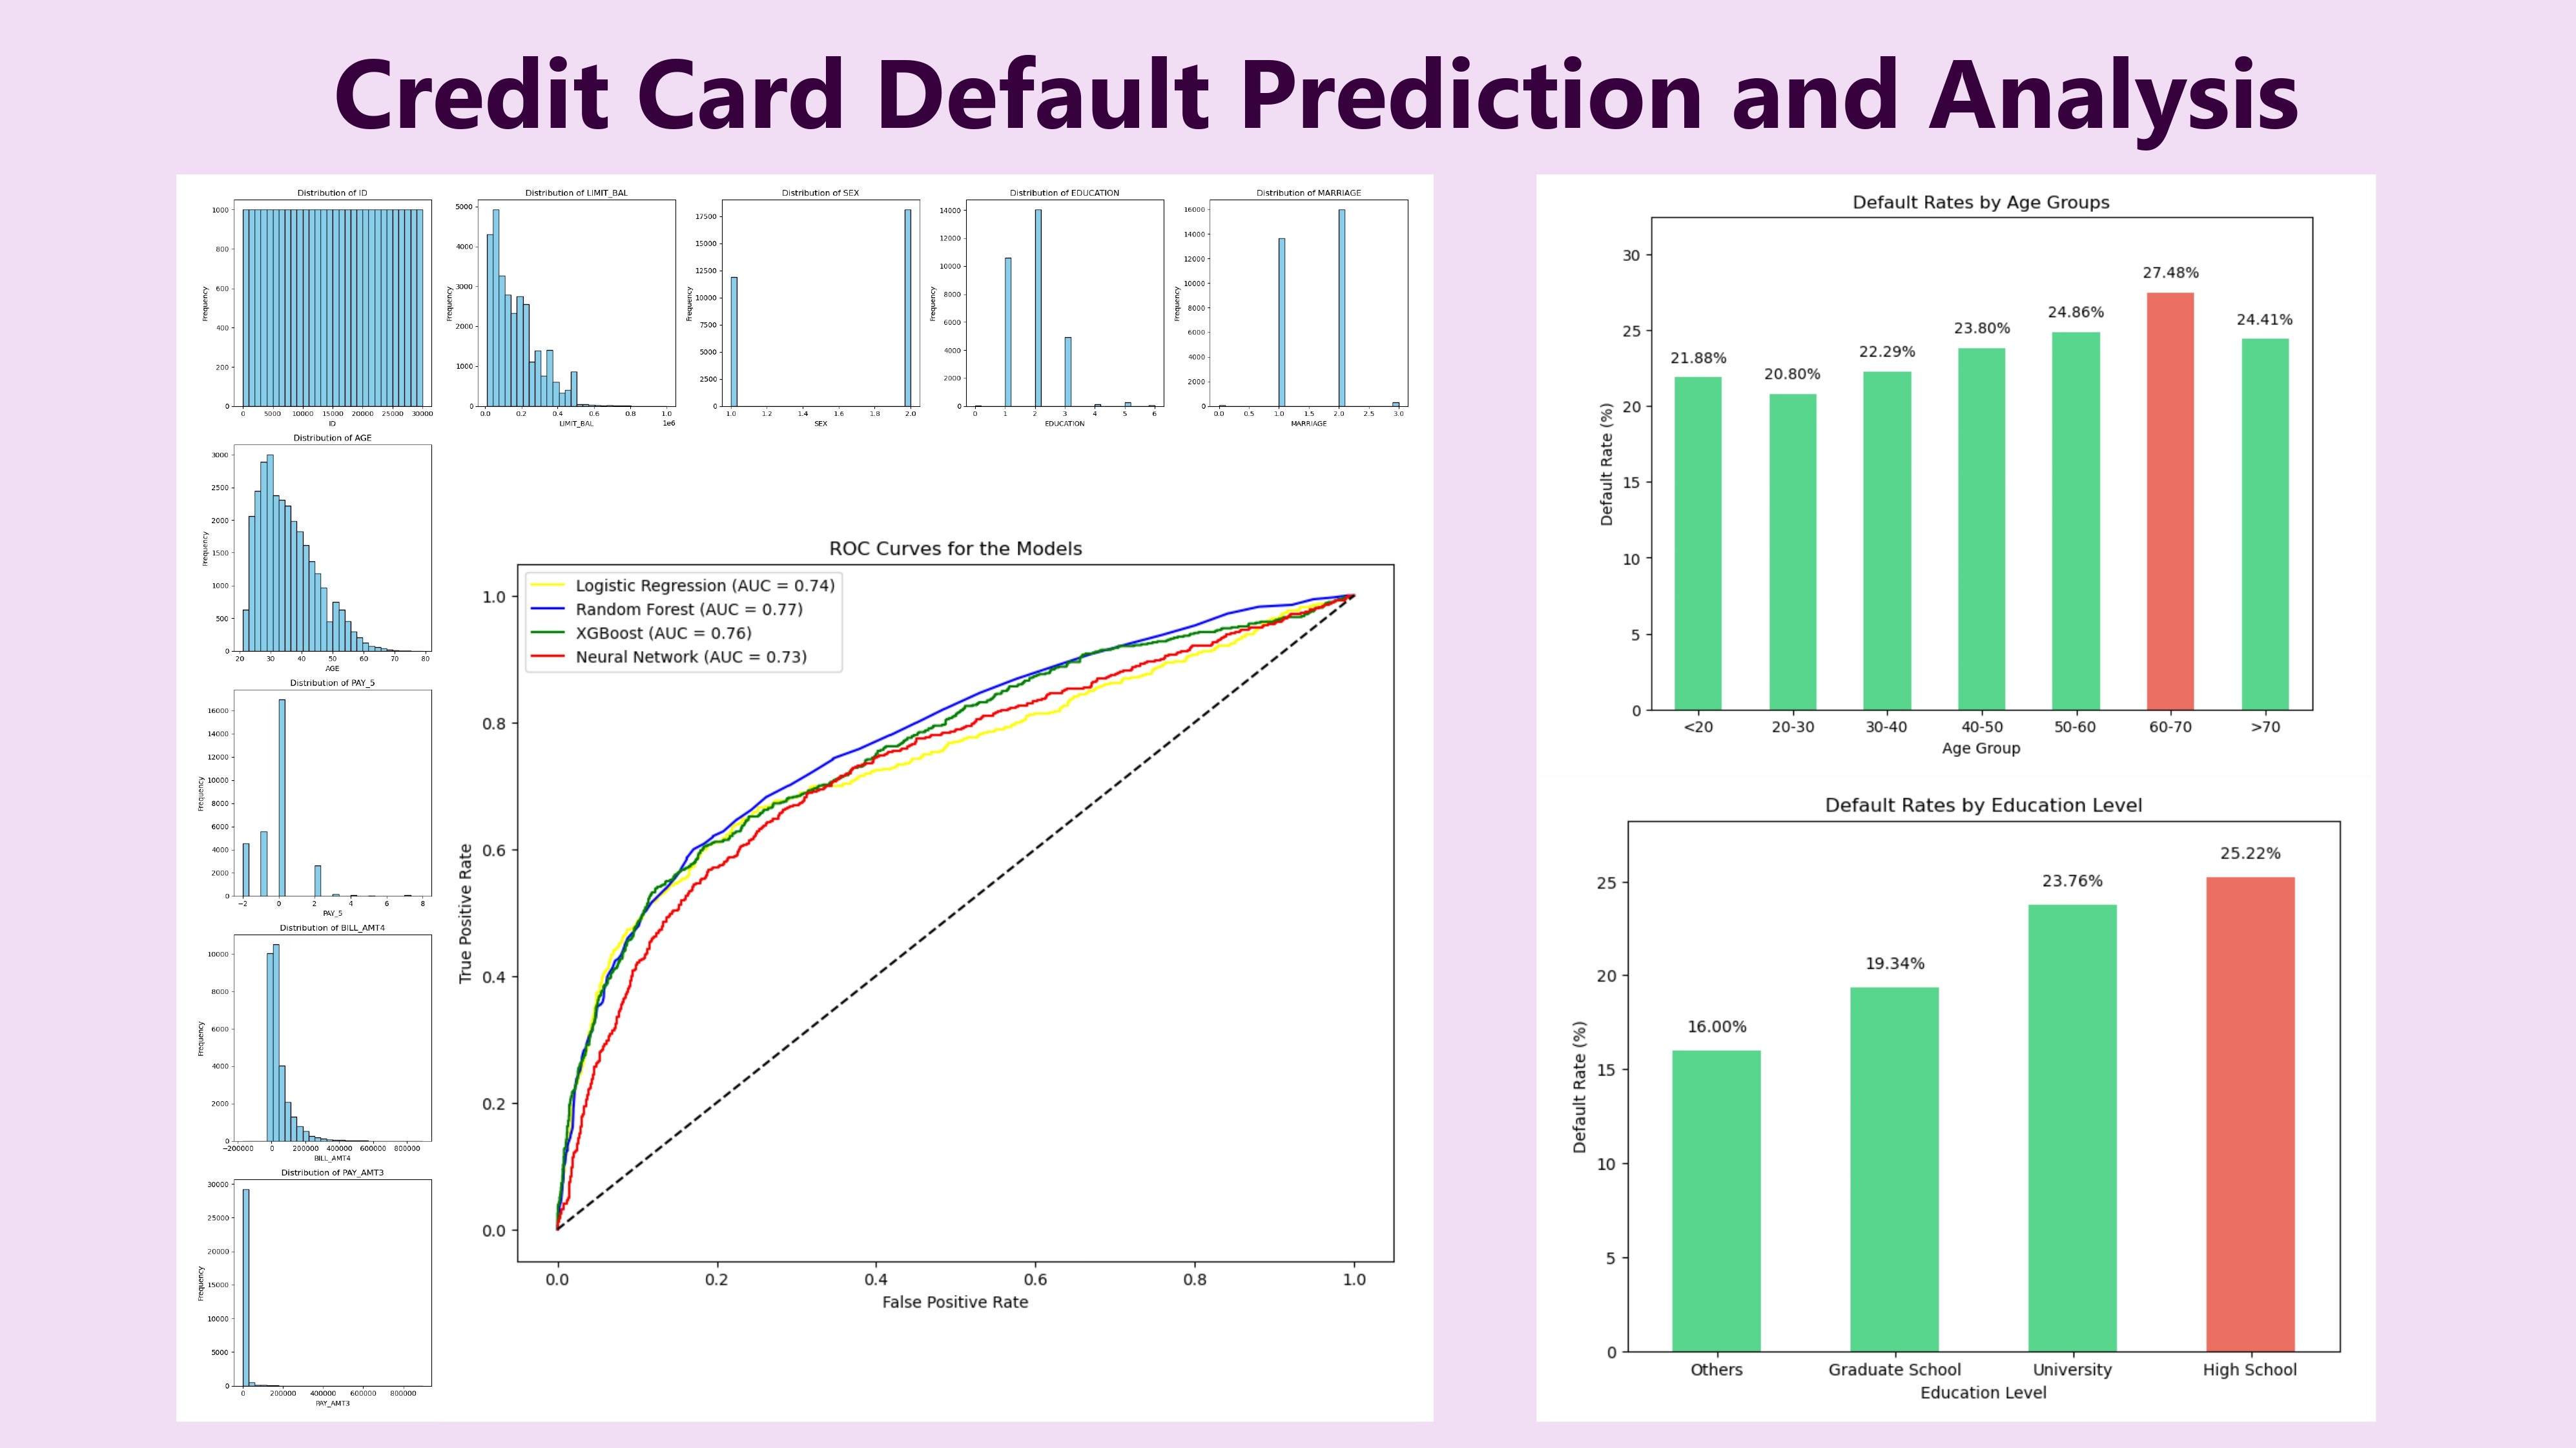 Credit Card Default Prediction and Analysis
Distribution of ID
Frequency
1000
800
600
400
200
0
0 5000 10000 15000 20000 25000 30000
ID
Distribution of LIMIT_BAL
Frequency
5000
4000
3000
2000
1000
0
0.0 0.2 0.4 0.6 0.8 1.0
LIMIT_BAL
1e6
Distribution of SEX
Frequency
17500
15000
12500
10000
7500
5000
2500
0
1.0 1.2 1.4 1.6 1.8 2.0
SEX
Distribution of EDUCATION
Frequency
14000
12000
10000
8000
6000
4000
2000
0
0 1 2 3 4 5 6
EDUCATION
Distribution of MARRIAGE
Frequency
16000
14000
12000
10000
8000
6000
4000
2000
0
0.0 0.5 1.0 1.5 2.0 2.5 3.0
MARRIAGE
Distribution of AGE
Frequency
3000
2500
2000
1500
1000
500
0
20 30 40 50 60 70 80
AGE
Distribution of PAY_5
Frequency
16000
14000
12000
10000
8000
6000
4000
2000
0
−2 0 2 4 6 8
PAY_5
Distribution of BILL_AMT4
Frequency
10000
8000
6000
4000
2000
0
−200000 0 200000 400000 600000 800000
BILL_AMT4
Distribution of PAY_AMT3
Frequency
30000
25000
20000
15000
10000
5000
0
0 200000 400000 600000 800000
PAY_AMT3
ROC Curves for the Models
Logistic Regression (AUC = 0.74)
Random Forest (AUC = 0.77)
XGBoost (AUC = 0.76)
Neural Network (AUC = 0.73)
True Positive Rate
1.0
0.8
0.6
0.4
0.2
0.0
0.0 0.2 0.4 0.6 0.8 1.0
False Positive Rate
Default Rates by Age Groups
Default Rate (%)
30
25
20
15
10
5
0
21.88%
20.80%
22.29%
23.80%
24.86%
27.48%
24.41%
<20 20-30 30-40 40-50 50-60 60-70 >70
Age Group
Default Rates by Education Level
Default Rate (%)
25
20
15
10
5
0
16.00%
19.34%
23.76%
25.22%
Others Graduate School University High School
Education Level